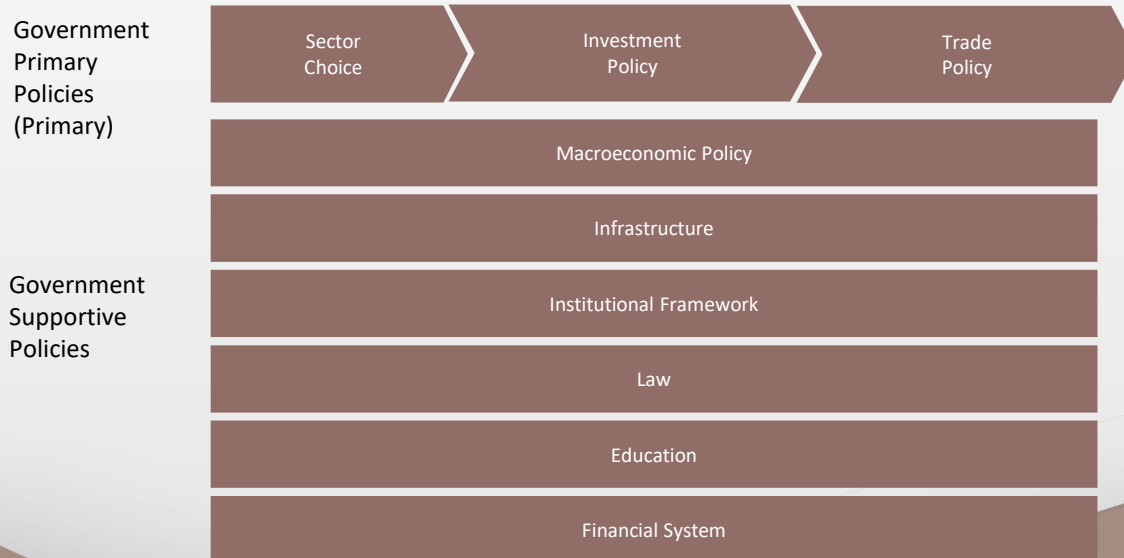 Government
Primary
Policies
(Primary)
Sector
Choice
Investment
Policy
Trade
Policy
Macroeconomic Policy
Infrastructure
Government
Supportive
Policies
Institutional Framework
Law
Education
Financial System